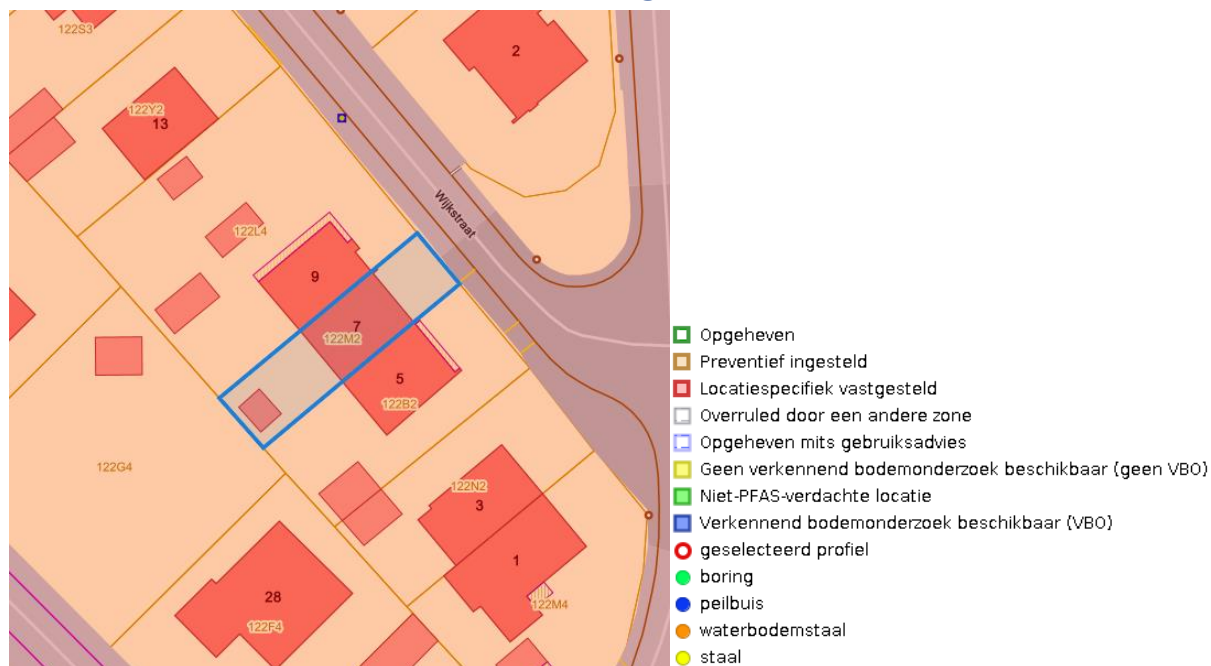 122S3
2
122Y2
13
Wijkstraat
122L4
9
7
122M2
5
122B2
122G4
122N2
3
1
28
122M4
122F4
Opgeheven
Preventief ingesteld
Locatiespecifiek vastgesteld
Overruled door een andere zone
Opgeheven mits gebruiksadvies
Geen verkennend bodemonderzoek beschikbaar (geen VBO)
Niet-PFAS-verdachte locatie
Verkennend bodemonderzoek beschikbaar (VBO)
geselecteerd profiel
boring
peilbuis
waterbodemstaal
staal